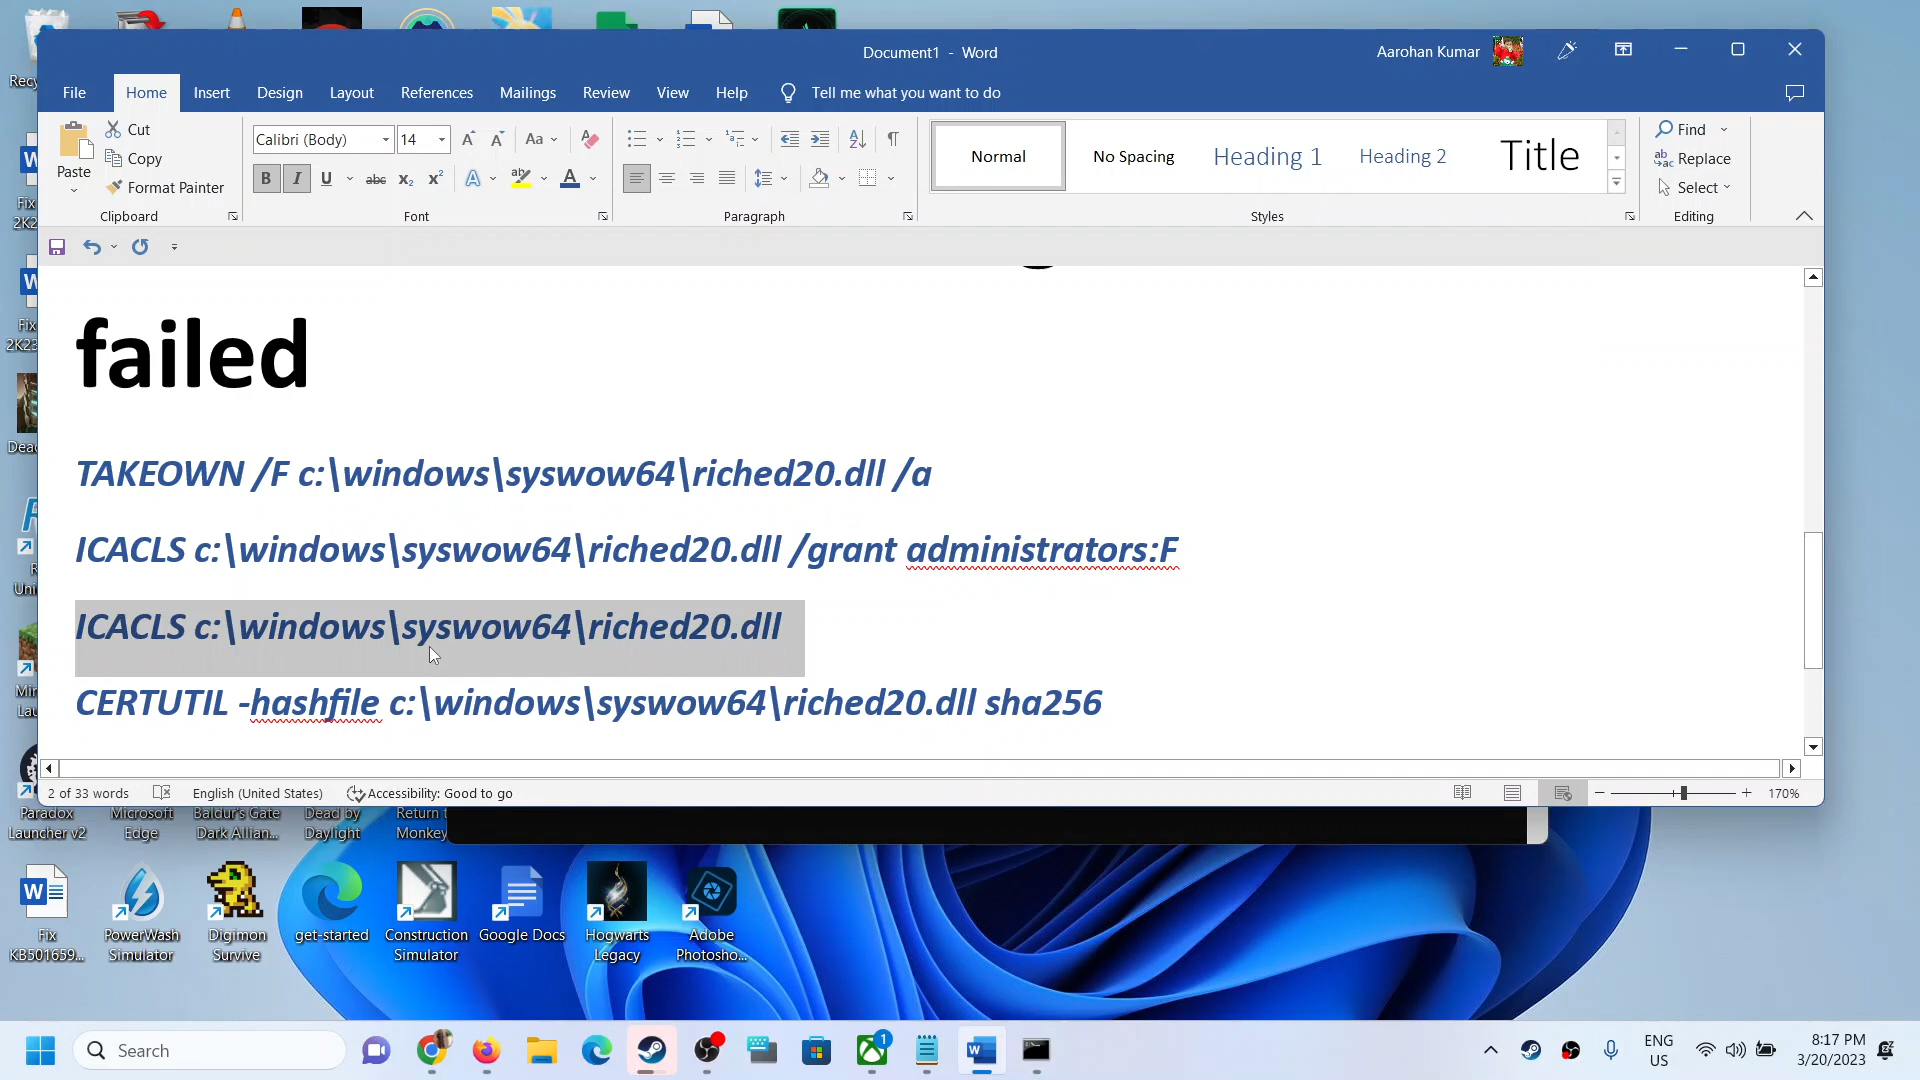 Document1 - Word
Aarohan Kumar
File Home Insert Design Layout References Mailings Review View Help Tell me what you want to do
Paste
Cut
Copy
Format Painter
Clipboard
Calibri (Body) 14
Font
Paragraph
Normal No Spacing Heading 1 Heading 2 Title
Styles
Find
Replace
Select
Editing
failed
TAKEOWN /F c:\windows\syswow64\riched20.dll /a
ICACLS c:\windows\syswow64\riched20.dll /grant administrators:F
ICACLS c:\windows\syswow64\riched20.dll
CERTUTIL -hashfile c:\windows\syswow64\riched20.dll sha256
2 of 33 words English (United States) Accessibility: Good to go 170%
Paradox Launcher v2
Microsoft Edge
Baldur's Gate Dark Allian...
Dead by Daylight
Return
Monkey
Fix KB501659...
PowerWash Simulator
Digimon Survive
get-started
Construction Simulator
Google Docs
Hogwarts Legacy
Adobe Photosho...
Search
1
ENG
US
8:17 PM
3/20/2023